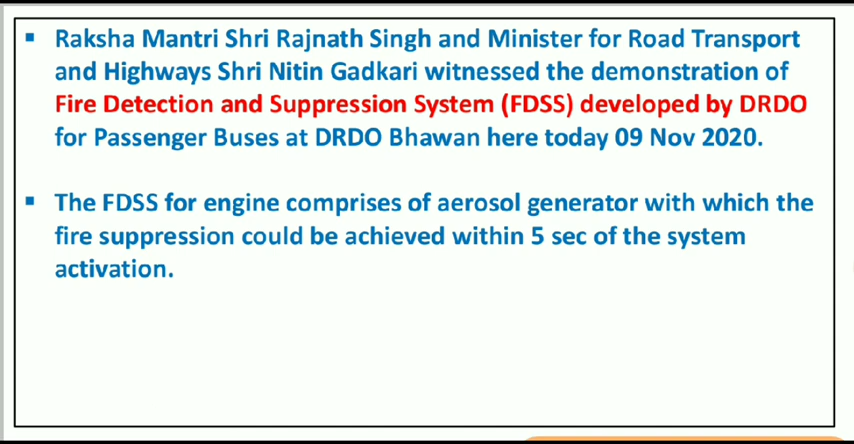 ▪ Raksha Mantri Shri Rajnath Singh and Minister for Road Transport
and Highways Shri Nitin Gadkari witnessed the demonstration of
Fire Detection and Suppression System (FDSS) developed by DRDO
for Passenger Buses at DRDO Bhawan here today 09 Nov 2020.
▪ The FDSS for engine comprises of aerosol generator with which the
fire suppression could be achieved within 5 sec of the system
activation.